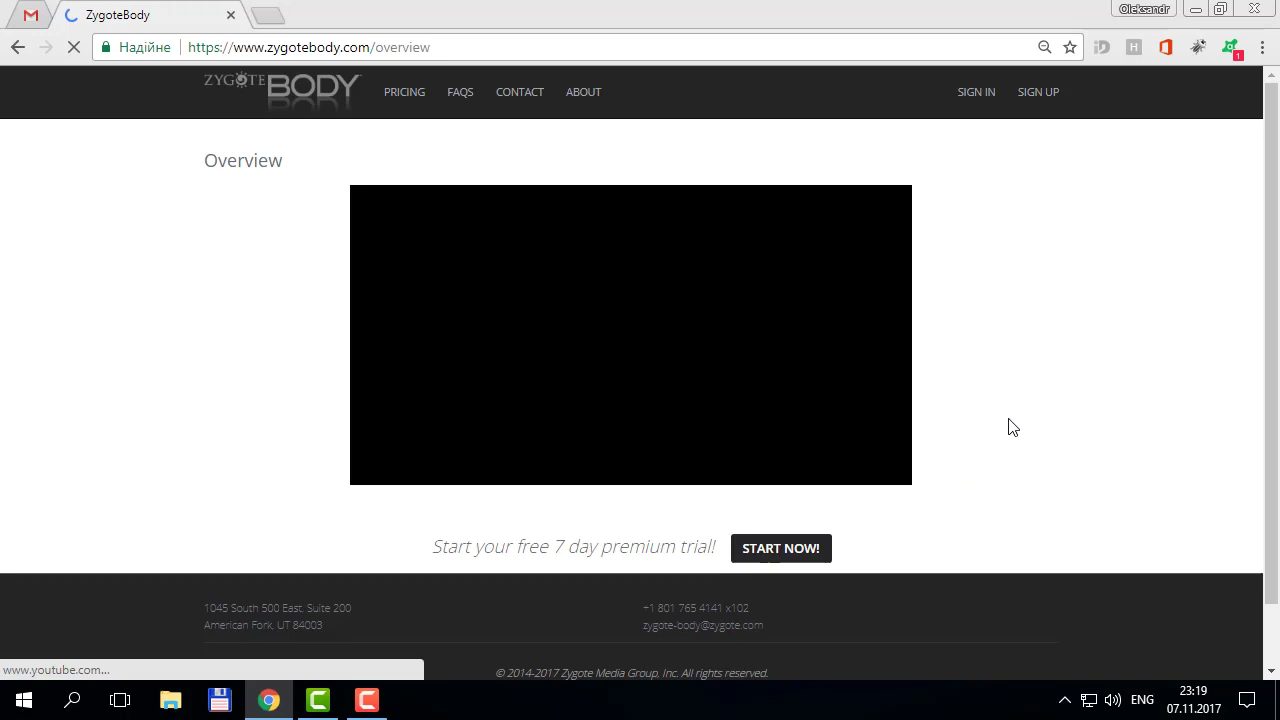 ZygoteBody
Oleksandr
Надійне https://www.zygotebody.com/overview
1
ZYGOTE BODY PRICING FAQS CONTACT ABOUT SIGN IN SIGN UP
Overview
Start your free 7 day premium trial! START NOW!
1045 South 500 East, Suite 200 +1 801 765 4141 x102
American Fork, UT 84003 zygote-body@zygote.com
www.youtube.com...
© 2014-2017 Zygote Media Group, Inc. All rights reserved.
ENG 23:19
07.11.2017